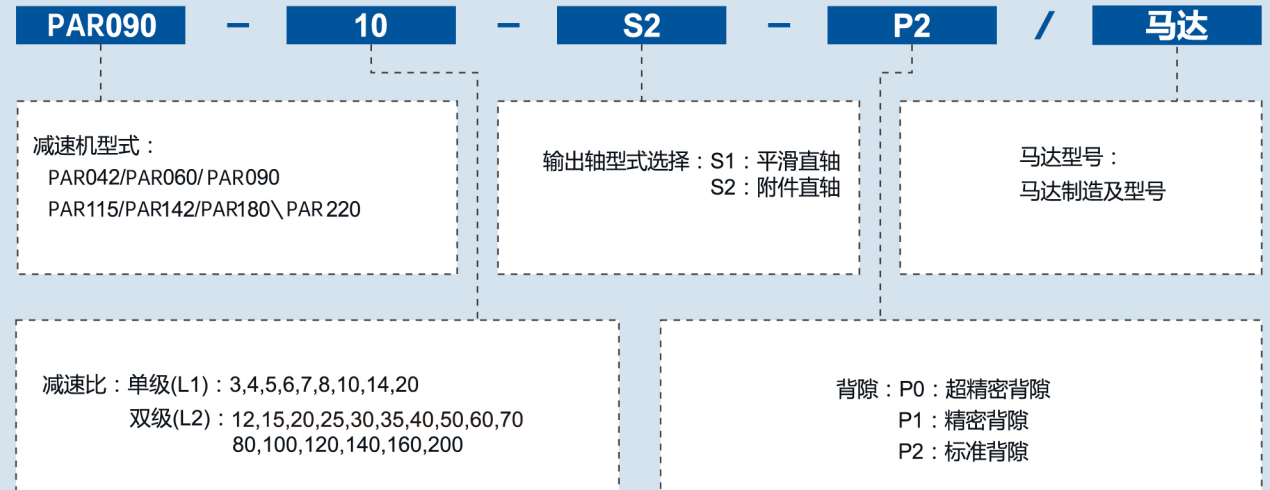 PAR090 - 10 - S2 - P2 / 马达
减速机型式：
PAR042/PAR060/PAR090
PAR115/PAR142/PAR180\PAR220
输出轴型式选择：S1：平滑直轴
S2：附件直轴
马达型号：
马达制造及型号
减速比：单级(L1)：3,4,5,6,7,8,10,14,20
双级(L2)：12,15,20,25,30,35,40,50,60,70
80,100,120,140,160,200
背隙：P0：超精密背隙
P1：精密背隙
P2：标准背隙